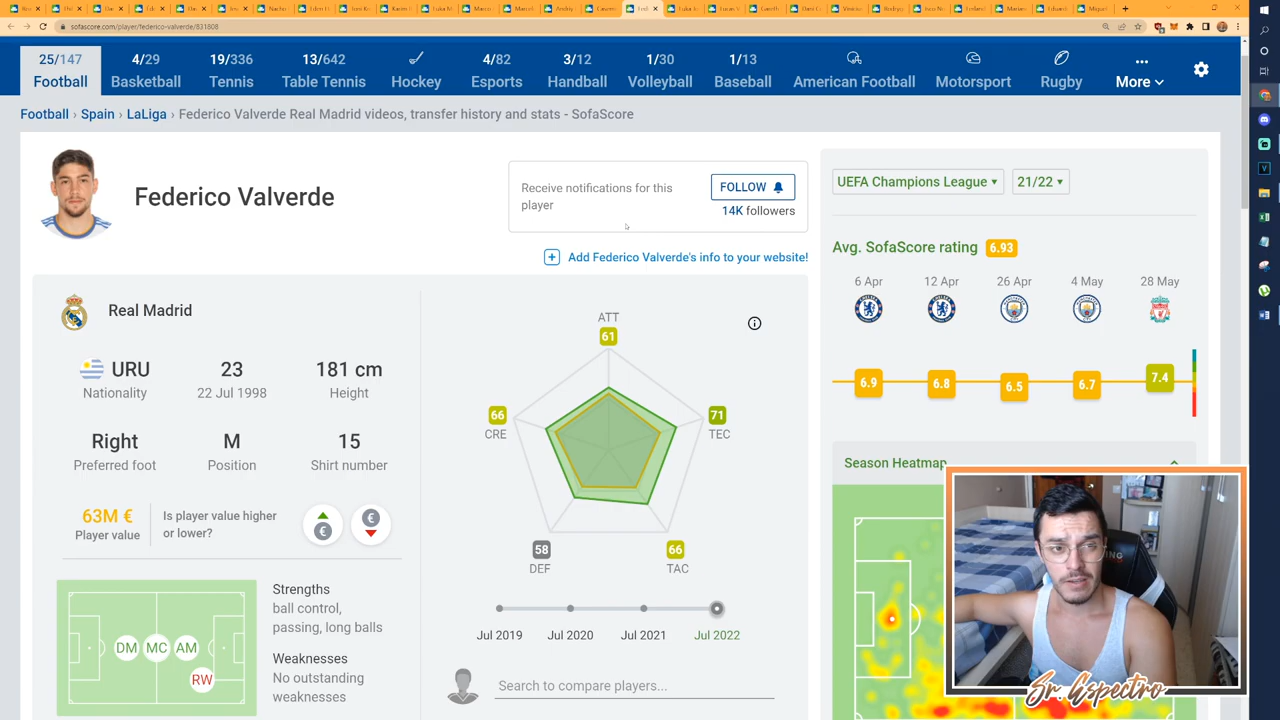 sofascore.com/player/federico-valverde/831808
25/147 4/29 19/336 13/642 4/82 3/12 1/30 1/13
Football Basketball Tennis Table Tennis Hockey Esports Handball Volleyball Baseball American Football Motorsport Rugby More
Football › Spain › LaLiga › Federico Valverde Real Madrid videos, transfer history and stats - SofaScore
Federico Valverde
Receive notifications for this
player
FOLLOW
14K followers
Add Federico Valverde's info to your website!
Real Madrid
URU
Nationality
23
22 Jul 1998
181 cm
Height
Right
Preferred foot
M
Position
15
Shirt number
63M €
Player value
Is player value higher
or lower?
€
€
DM MC AM
RW
Strengths
ball control,
passing, long balls
Weaknesses
No outstanding
weaknesses
ATT
61
66
CRE
71
TEC
58
DEF
66
TAC
Jul 2019 Jul 2020 Jul 2021 Jul 2022
Search to compare players...
UEFA Champions League 21/22
Avg. SofaScore rating 6.93
6 Apr 12 Apr 26 Apr 4 May 28 May
6.9 6.8 6.5 6.7 7.4
Season Heatmap
Sr. Espectro